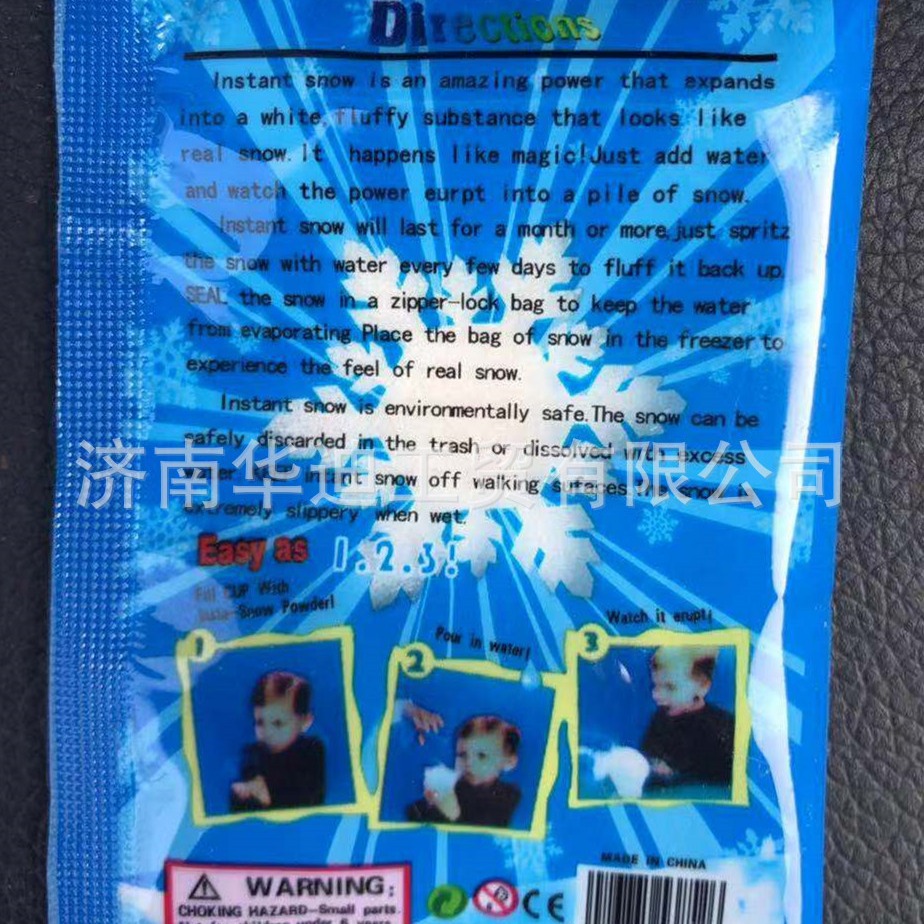 Directions
Instant snow is an amazing power that expands
into a white,fluffy substance that looks like
real snow.It happens like magic!Just add water
and watch the power eurpt into a pile of snow.
Instant snow will last for a month or more,just spritz
the snow with water every few days to fluff it back up.
SEAL the snow in a zipper-lock bag to keep the water
from evaporating Place the bag of snow in the freezer to
experience the feel of real snow.
Instant snow is environmentally safe.The snow can be
safely discarded in the trash or dissolved with excess
济南华迪工贸有限公司
water intant snow off walking sufaces,The snow
extremely slippery when wet.
Easy as 1.2.3!
Fill CUP With
Insta-Snow Powder!
Pour in water!
Watch it erupt!
1
2
3
MADE IN CHINA
WARNING:
CHOKING HAZARD—Small parts.
CE